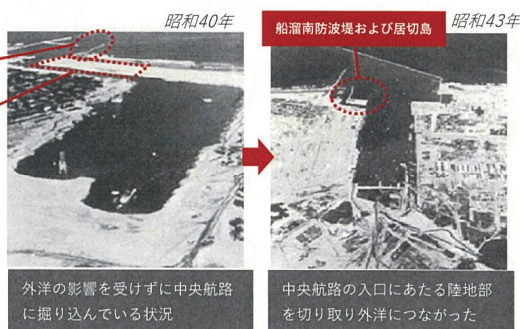 昭和40年
船溜南防波堤および居切島
昭和43年
外洋の影響を受けずに中央航路
に掘り込んでいる状況
中央航路の入口にあたる陸地部
を切り取り外洋につながった